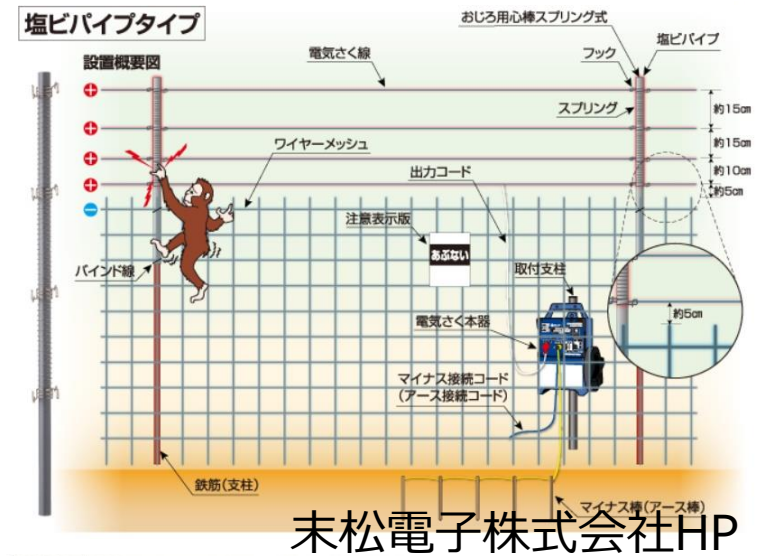 塩ビパイプタイプ
設置概要図
おじろ用心棒スプリング式
塩ビパイプ
電気さく線
フック
スプリング
約15cm
約15cm
約10cm
約5cm
ワイヤーメッシュ
出力コード
注意表示版
あぶない
取付支柱
バインド線
約5cm
電気さく本器
マイナス接続コード
(アース接続コード)
鉄筋(支柱)
マイナス棒(アース棒)
末松電子株式会社HP